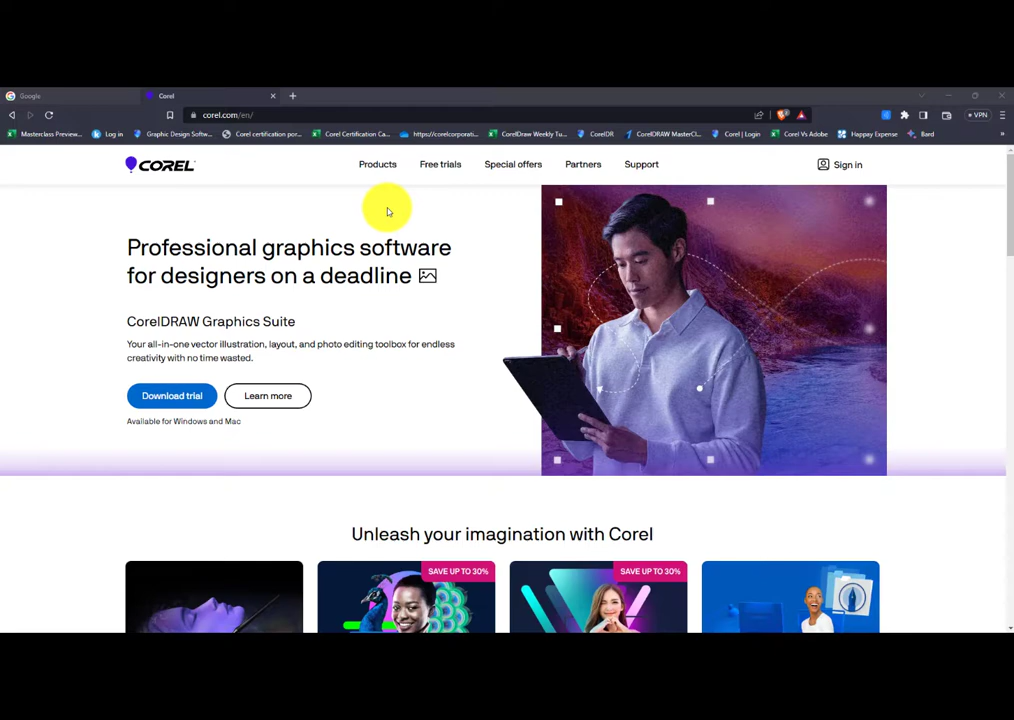 Google
Corel
corel.com/en/
VPN
Masterclass Preview...
Log in
Graphic Design Softw...
Corel certification por...
Corel Certification Ca...
https://corelcorporati...
CorelDraw Weekly Tu...
CorelDR
CorelDRAW MasterCl...
Corel | Login
Corel Vs Adobe
Happay Expense
Bard
COREL
Products
Free trials
Special offers
Partners
Support
Sign in
Professional graphics software
for designers on a deadline
CorelDRAW Graphics Suite
Your all-in-one vector illustration, layout, and photo editing toolbox for endless
creativity with no time wasted.
Download trial
Learn more
Available for Windows and Mac
Unleash your imagination with Corel
SAVE UP TO 30%
SAVE UP TO 30%